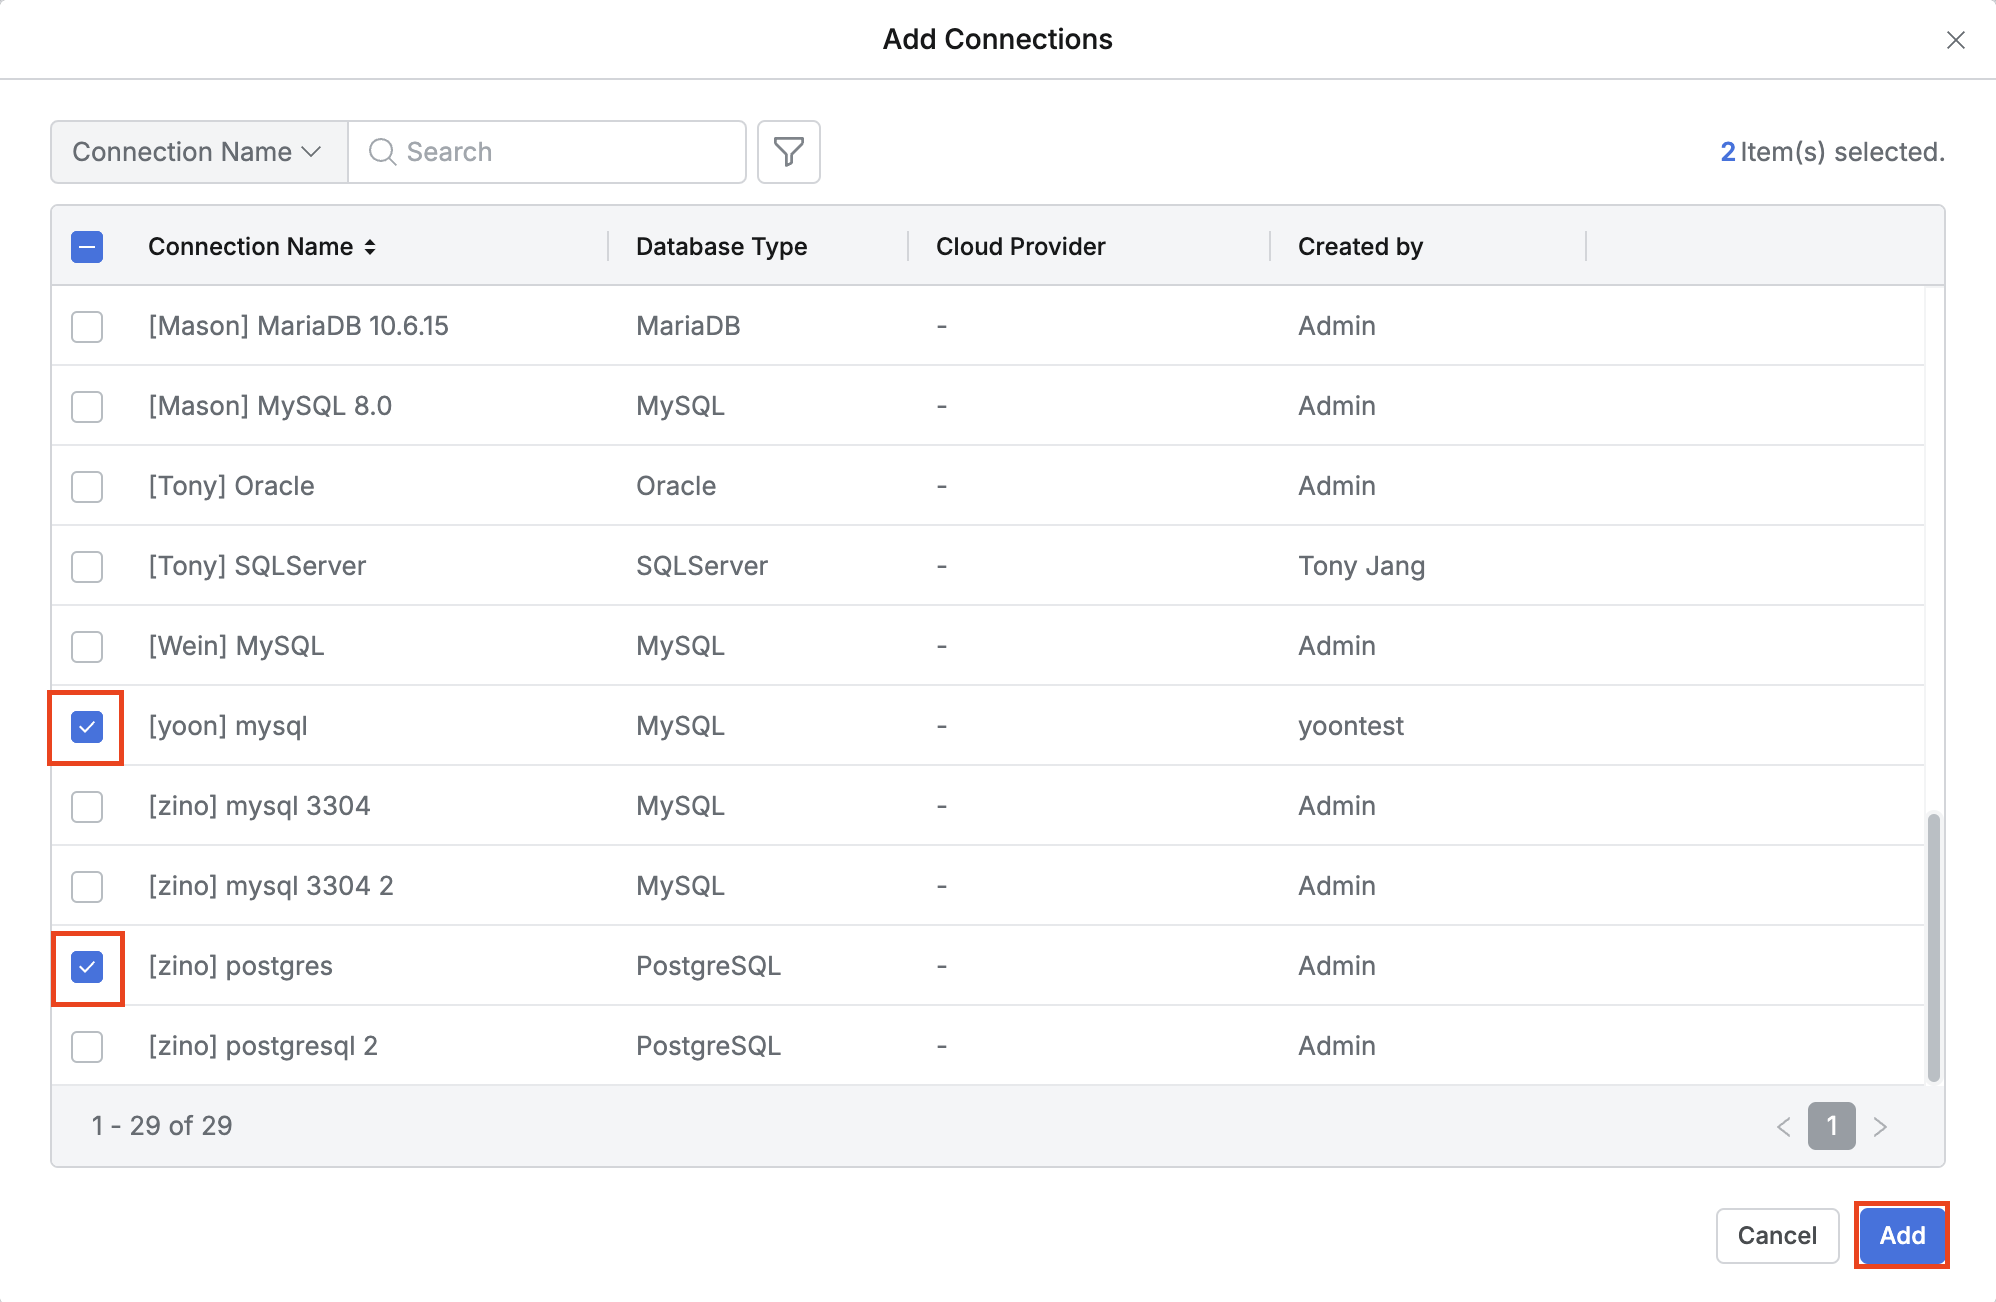 Add Connections
Connection Name Search 2 Item(s) selected.
Connection Name Database Type Cloud Provider Created by
[Mason] MariaDB 10.6.15 MariaDB - Admin
[Mason] MySQL 8.0 MySQL - Admin
[Tony] Oracle Oracle - Admin
[Tony] SQLServer SQLServer - Tony Jang
[Wein] MySQL MySQL - Admin
[yoon] mysql MySQL - yoontest
[zino] mysql 3304 MySQL - Admin
[zino] mysql 3304 2 MySQL - Admin
[zino] postgres PostgreSQL - Admin
[zino] postgresql 2 PostgreSQL - Admin
1 - 29 of 29 < 1 >
Cancel Add